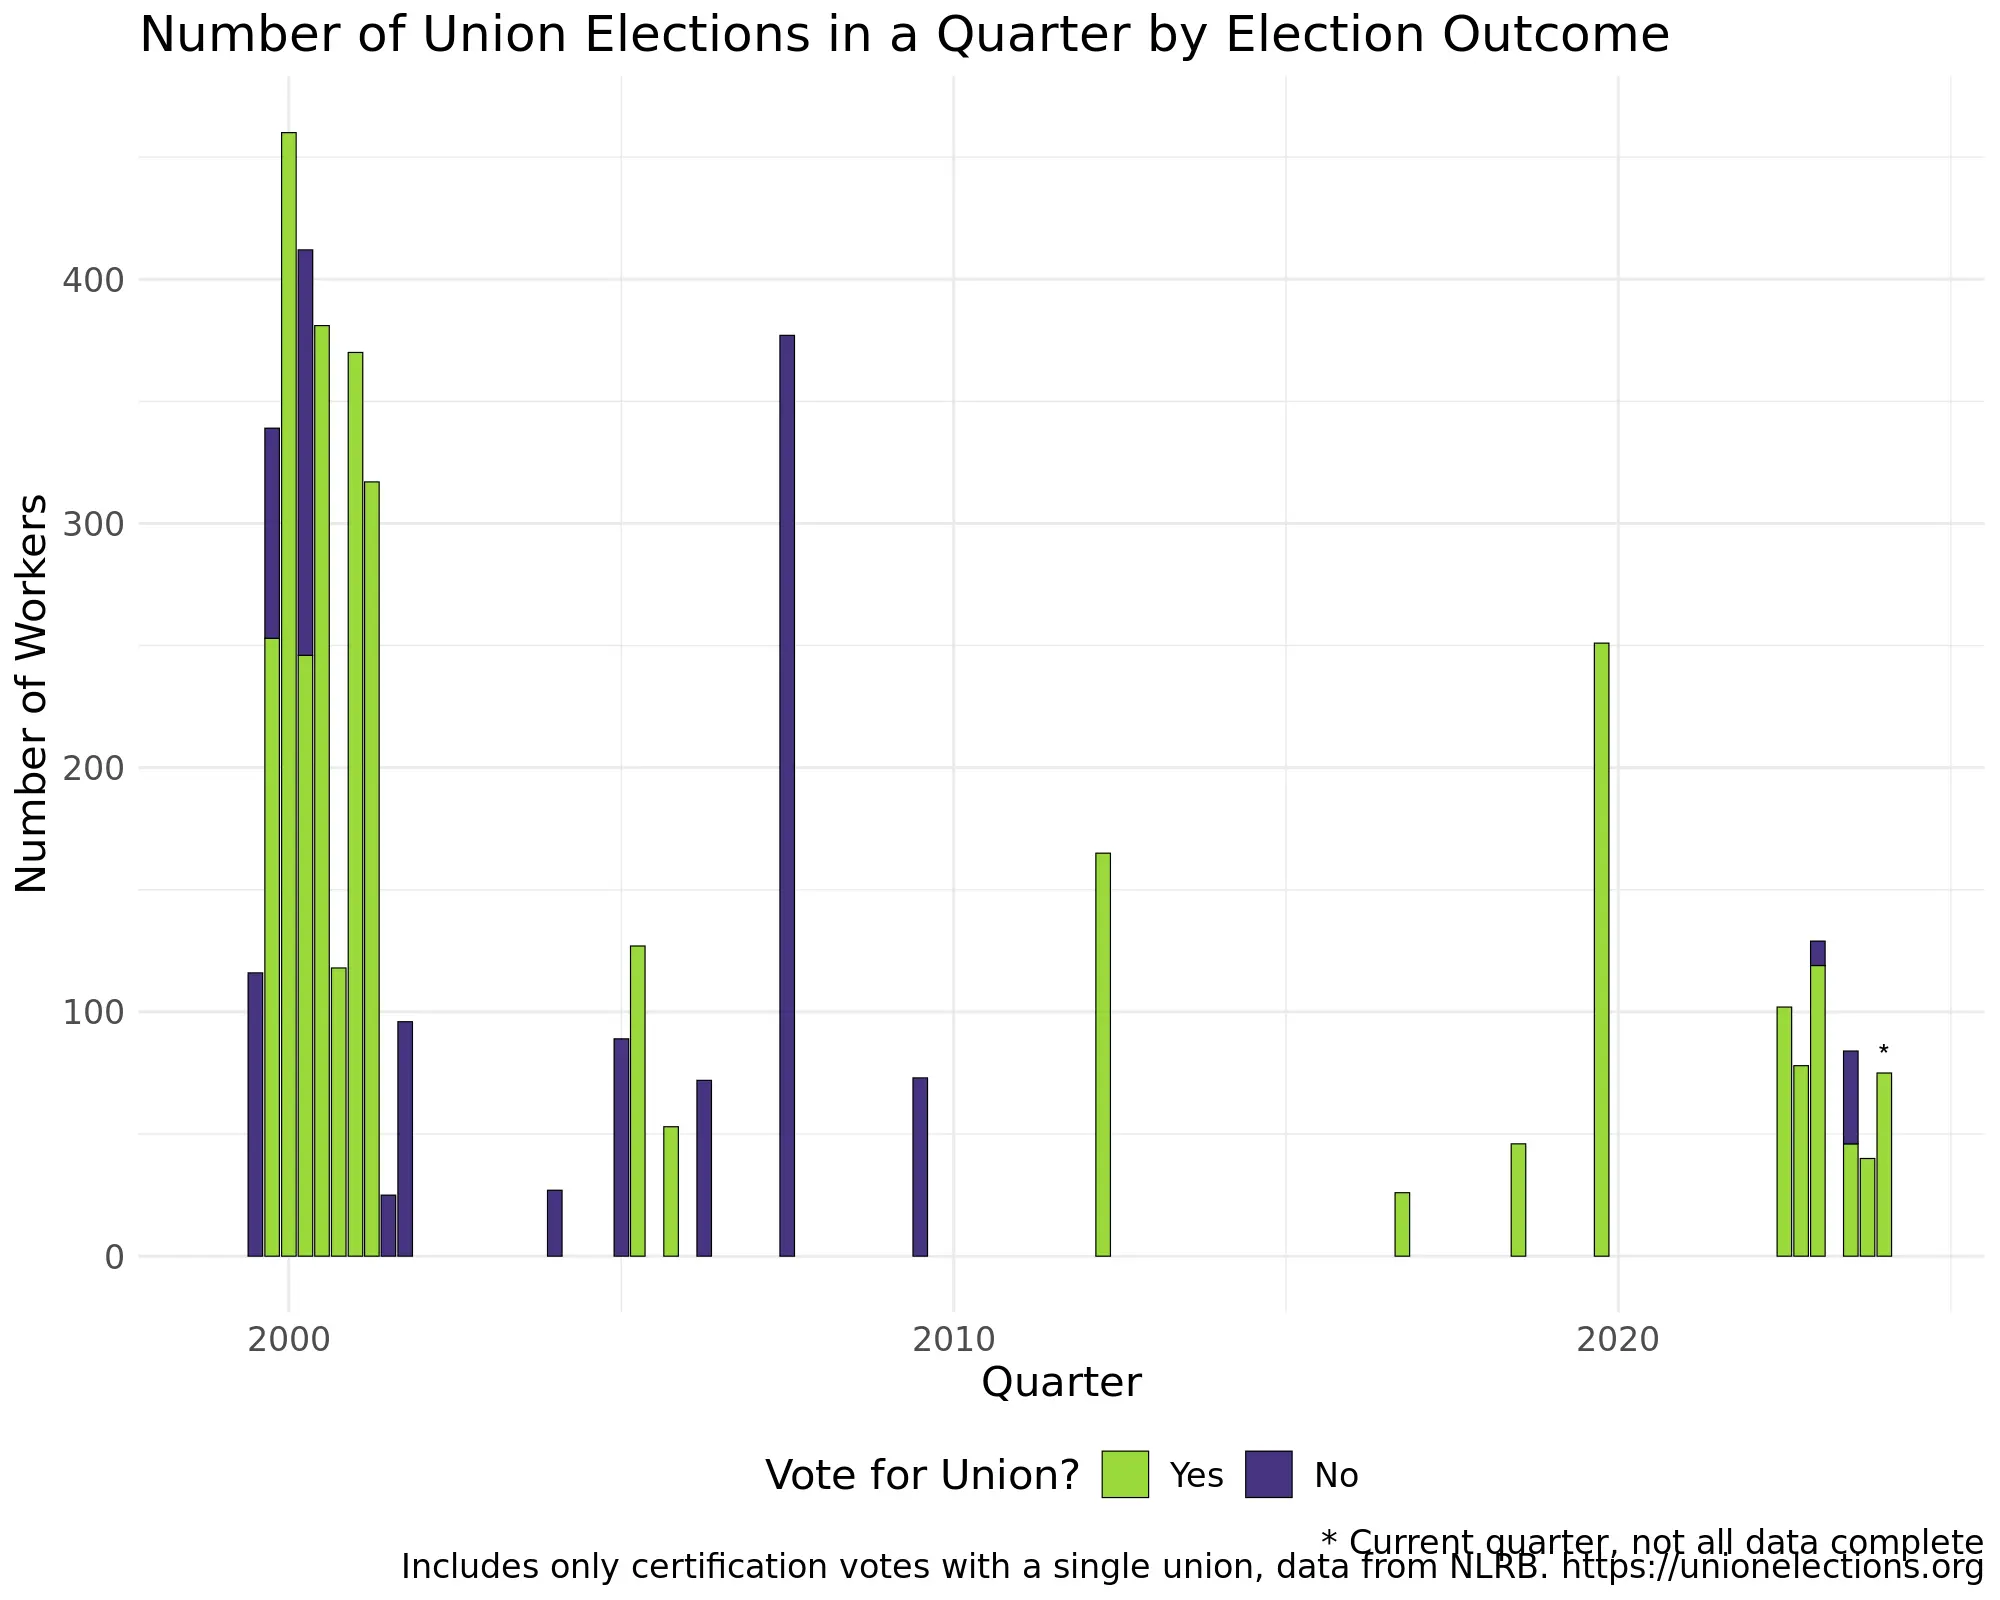 Number of Union Elections in a Quarter by Election Outcome
Number of Workers
400
300
200
100
0
*
2000 2010 2020
Quarter
Vote for Union? Yes No
* Current quarter, not all data complete
Includes only certification votes with a single union, data from NLRB. https://unionelections.org